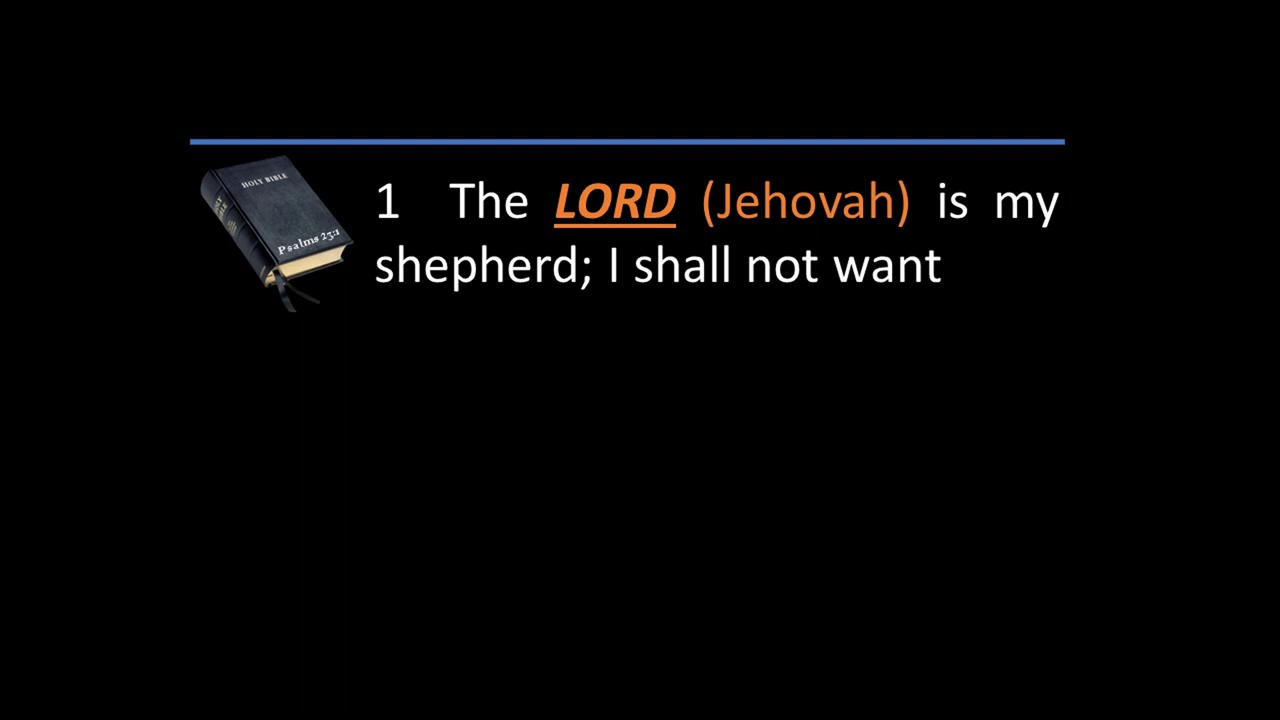 HOLY BIBLE
Psalms 23:1
1 The LORD (Jehovah) is my
shepherd; I shall not want